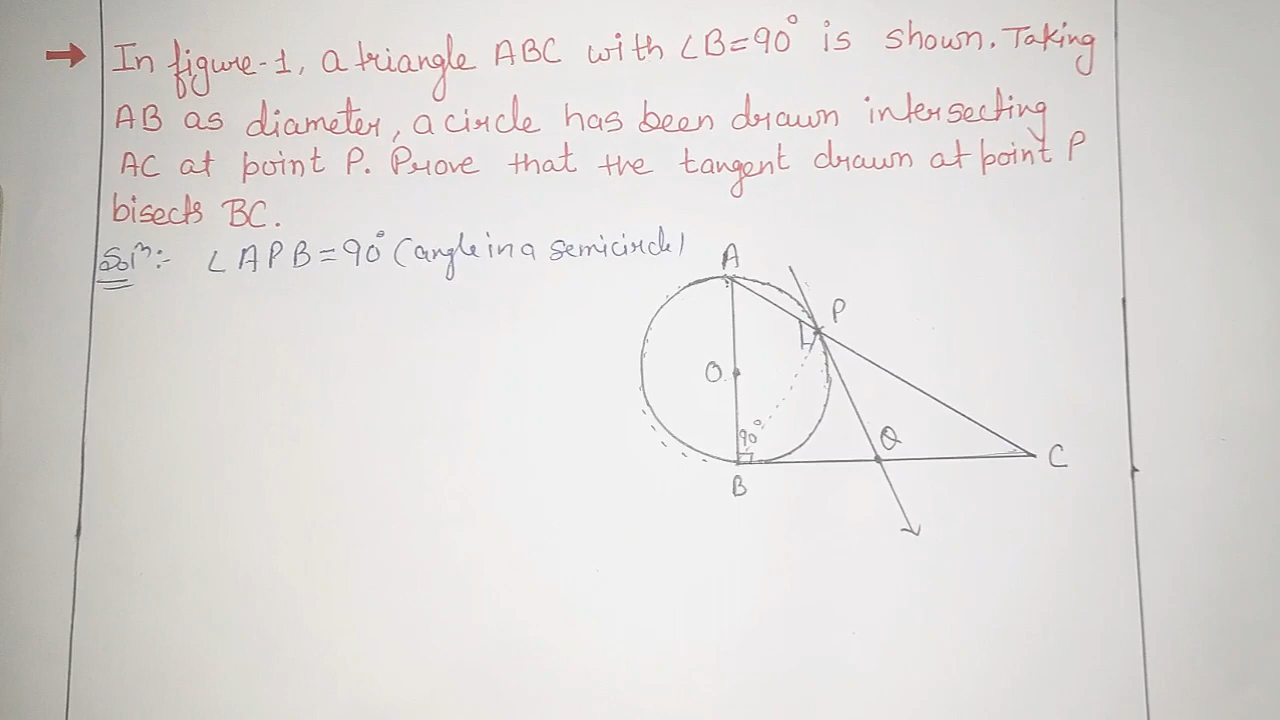 → In figure-1, a triangle ABC with ∠B=90° is shown. Taking
AB as diameter, a circle has been drawn intersecting
AC at point P. Prove that the tangent drawn at point P
bisects BC.
Solⁿ:- ∠APB=90° (angle in a semicircle)
A
P
O
90°
Q
C
B